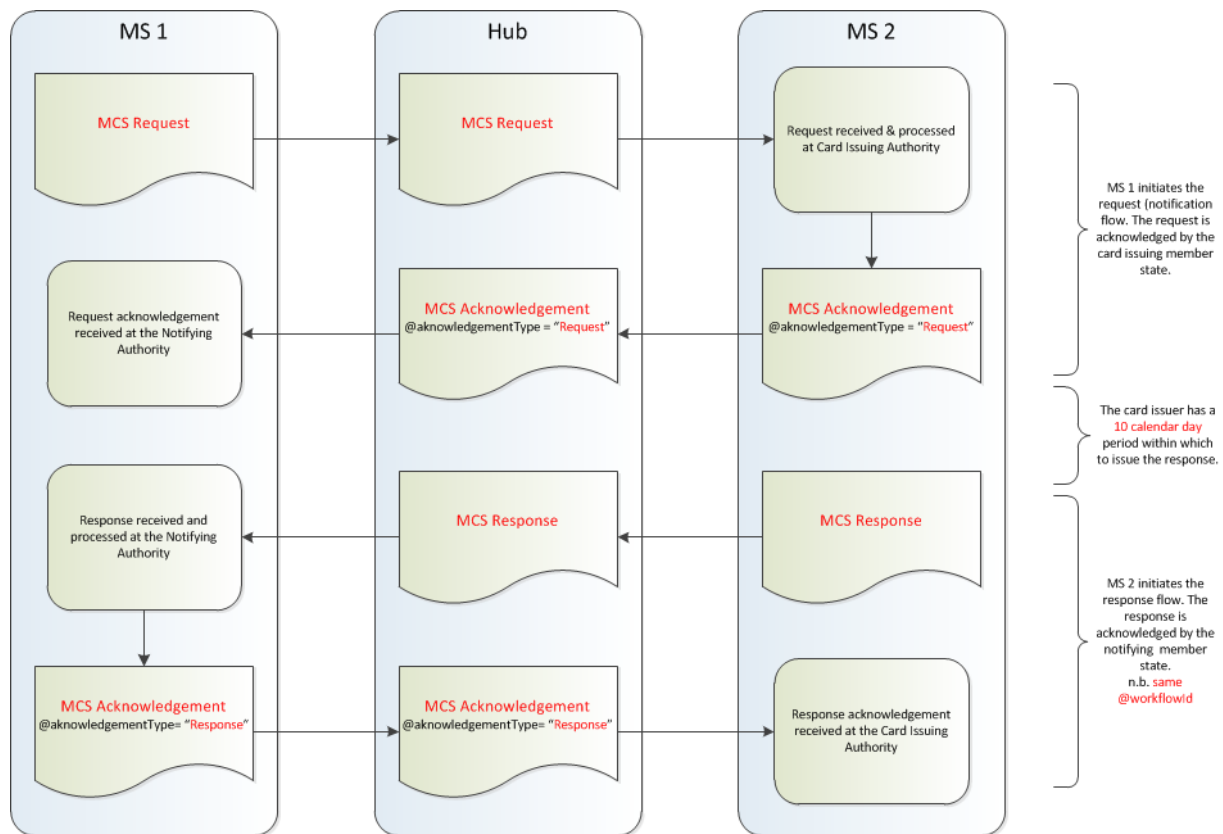 MS 1
Hub
MS 2
MCS Request
MCS Request
Request received & processed
at Card Issuing Authority
MS 1 initiates the
request (notification
flow. The request is
acknowledged by the
card issuing member
state.
Request acknowledgement
received at the Notifying
Authority
MCS Acknowledgement
@aknowledgementType = “Request”
MCS Acknowledgement
@aknowledgementType = “Request”
The card issuer has a
10 calendar day
period within which
to issue the response.
Response received and
processed at the Notifying
Authority
MCS Response
MCS Response
MS 2 initiates the
response flow. The
response is
acknowledged by the
notifying member
state.
n.b. same
@workflowId
MCS Acknowledgement
@aknowledgementType= “Response”
MCS Acknowledgement
@aknowledgementType= “Response”
Response acknowledgement
received at the Card Issuing
Authority